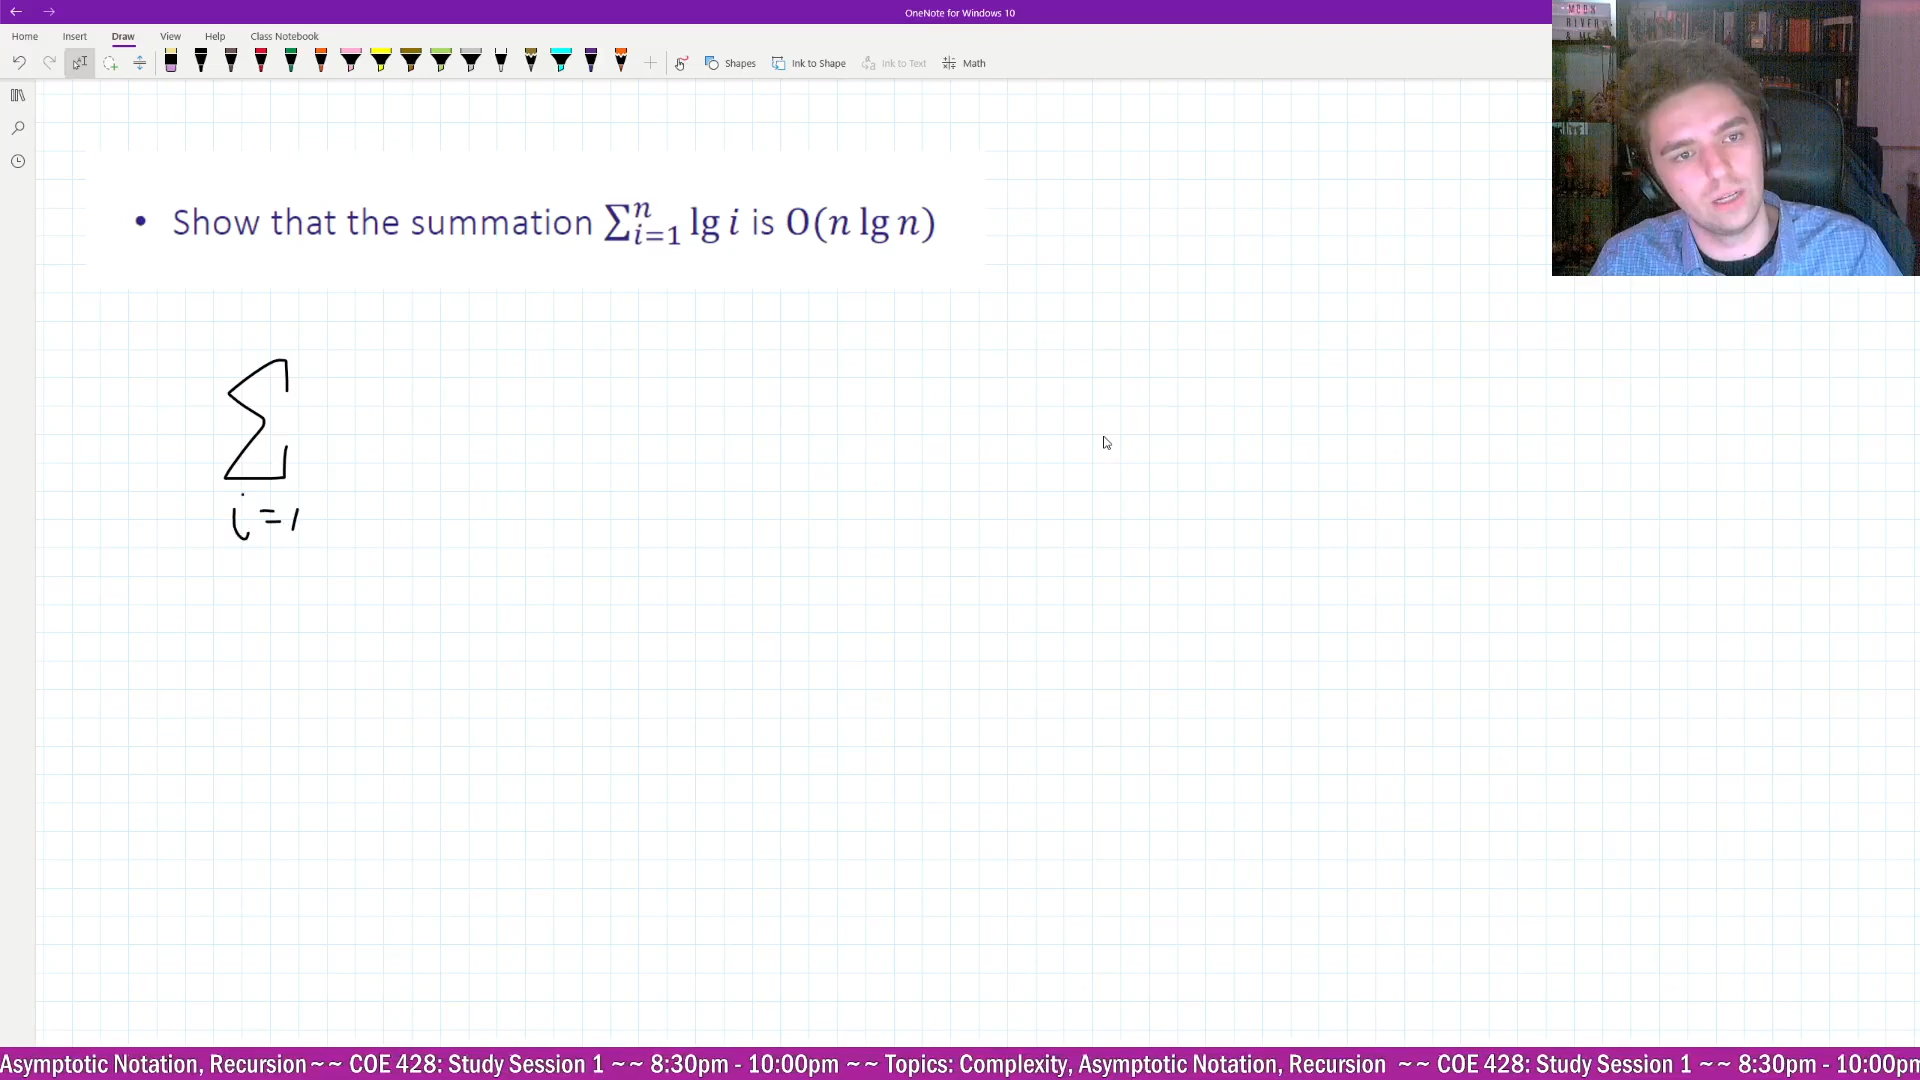 OneNote for Windows 10
Home Insert Draw View Help Class Notebook
Shapes Ink to Shape Ink to Text Math
MOON
RIVER
• Show that the summation ∑ⁿᵢ₌₁ lg i is O(n lg n)
∑
i=1
Asymptotic Notation, Recursion ~~ COE 428: Study Session 1 ~~ 8:30pm - 10:00pm ~~ Topics: Complexity, Asymptotic Notation, Recursion ~~ COE 428: Study Session 1 ~~ 8:30pm - 10:00pm